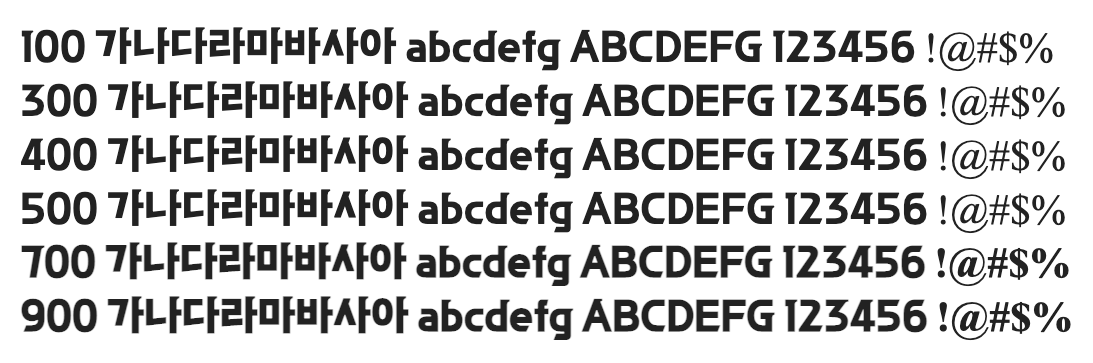 100 가나다라마바사아 abcdefg ABCDEFG 123456 !@#$%
300 가나다라마바사아 abcdefg ABCDEFG 123456 !@#$%
400 가나다라마바사아 abcdefg ABCDEFG 123456 !@#$%
500 가나다라마바사아 abcdefg ABCDEFG 123456 !@#$%
700 가나다라마바사아 abcdefg ABCDEFG 123456 !@#$%
900 가나다라마바사아 abcdefg ABCDEFG 123456 !@#$%